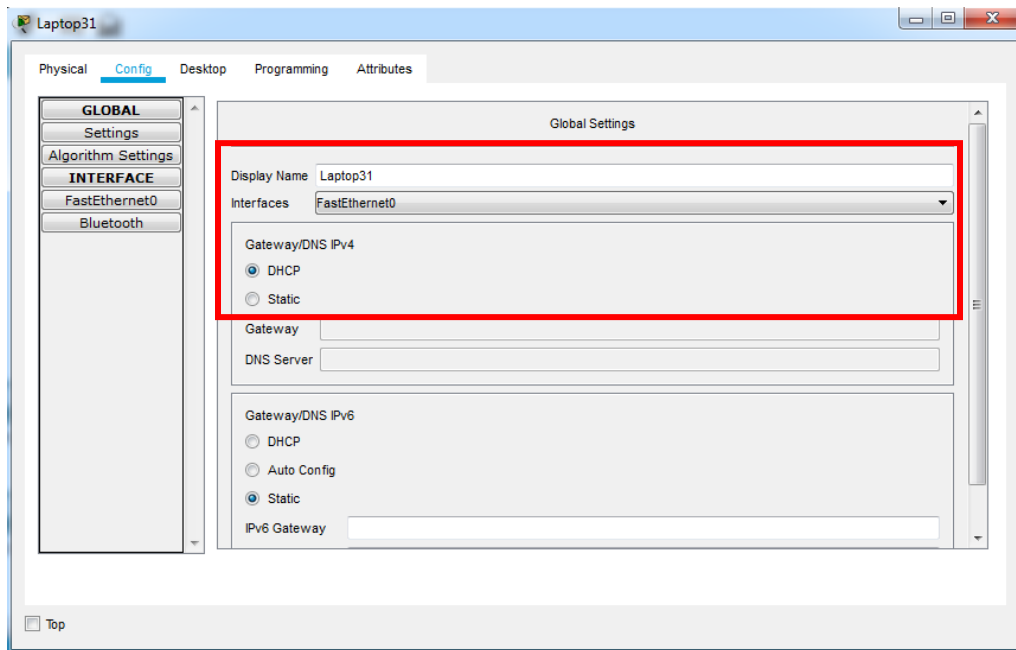 Laptop31
Physical Config Desktop Programming Attributes
GLOBAL
Settings
Algorithm Settings
INTERFACE
FastEthernet0
Bluetooth
Global Settings
Display Name Laptop31
Interfaces FastEthernet0
Gateway/DNS IPv4
DHCP
Static
Gateway
DNS Server
Gateway/DNS IPv6
DHCP
Auto Config
Static
IPv6 Gateway
Top